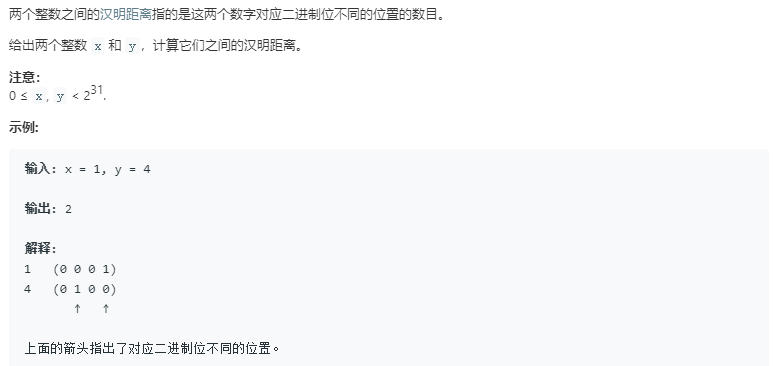 两个整数之间的汉明距离指的是这两个数字对应二进制位不同的位置的数目。
给出两个整数 x 和 y，计算它们之间的汉明距离。
注意：
0 ≤ x, y < 2³¹.
示例:
输入: x = 1, y = 4
输出: 2
解释:
1   (0 0 0 1)
4   (0 1 0 0)
       ↑   ↑
上面的箭头指出了对应二进制位不同的位置。